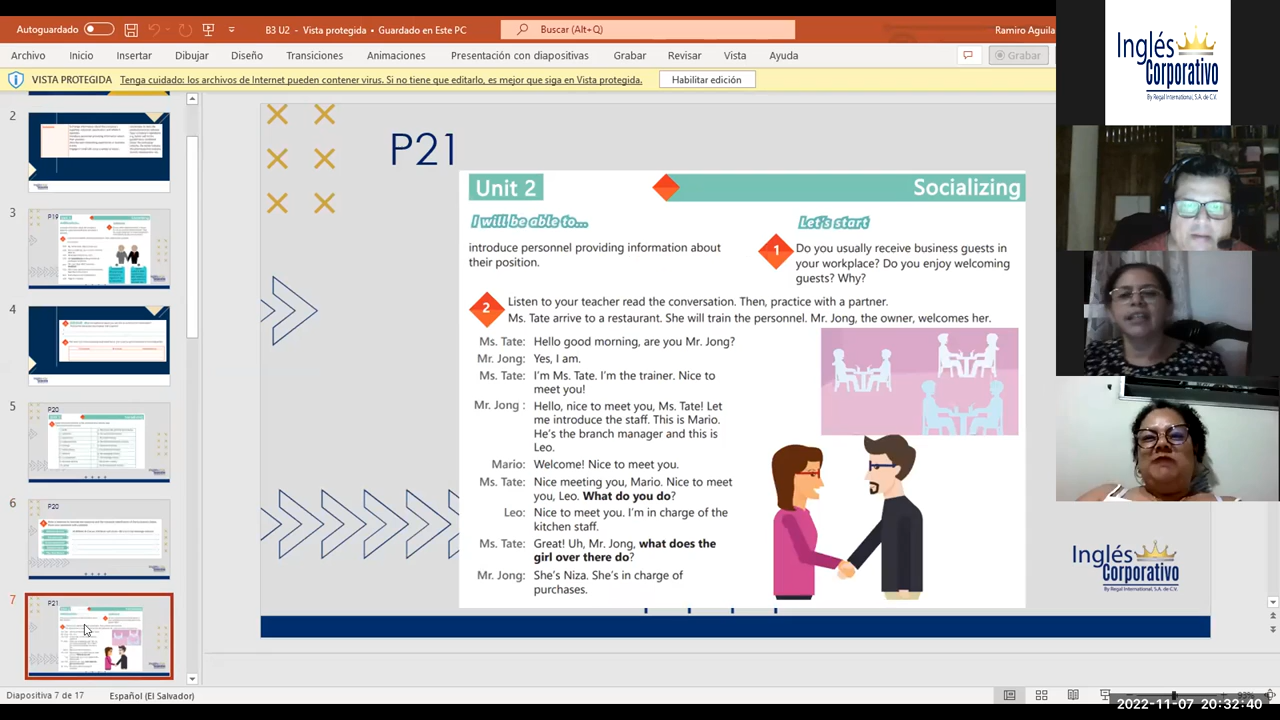 Autoguardado
B3 U2 - Vista protegida • Guardado en Este PC
Buscar (Alt+Q)
Ramiro Aguila
Archivo Inicio Insertar Dibujar Diseño Transiciones Animaciones Presentación con diapositivas Grabar Revisar Vista Ayuda
Grabar
VISTA PROTEGIDA Tenga cuidado: los archivos de Internet pueden contener virus. Si no tiene que editarlo, es mejor que siga en Vista protegida. Habilitar edición
Inglés
Corporativo
By Regal International, S.A. de C.V.
2
3
P19
4
5
P20
6
P20
7
P21
P21
Unit 2
Socializing
I will be able to...
introduce personnel providing information about
their position.
Let's start
1
Do you usually receive business guests in
your workplace? Do you enjoy welcoming
guests? Why?
2
Listen to your teacher read the conversation. Then, practice with a partner.
Ms. Tate arrive to a restaurant. She will train the personnel. Mr. Jong, the owner, welcomes her.
Ms. Tate: Hello good morning, are you Mr. Jong?
Mr. Jong: Yes, I am.
Ms. Tate: I'm Ms. Tate. I'm the trainer. Nice to
meet you!
Mr. Jong : Hello, nice to meet you, Ms. Tate! Let
me introduce the staff. This is Mario.
He's the branch manager and this is
Leo.
Mario: Welcome! Nice to meet you.
Ms. Tate: Nice meeting you, Mario. Nice to meet
you, Leo. What do you do?
Leo: Nice to meet you. I'm in charge of the
kitchen staff.
Ms. Tate: Great! Uh, Mr. Jong, what does the
girl over there do?
Mr. Jong: She's Niza. She's in charge of
purchases.
Inglés
Corporativo
By Regal International, S.A. de C.V.
Diapositiva 7 de 17
Español (El Salvador)
2022-11-07 20:32:40